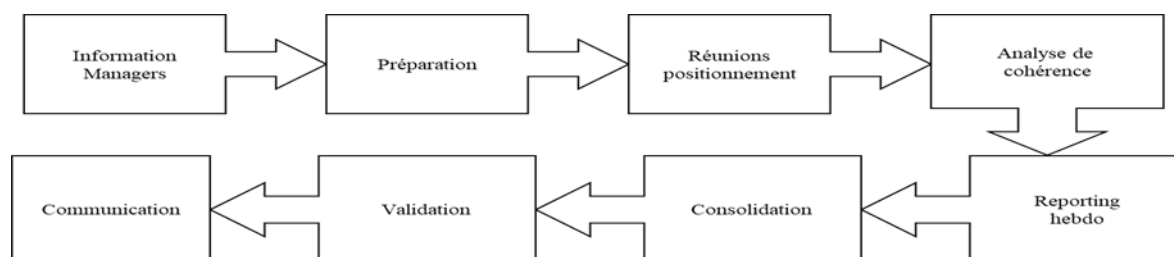 Information
Managers
Préparation
Réunions
positionnement
Analyse de
cohérence
Communication
Validation
Consolidation
Reporting
hebdo